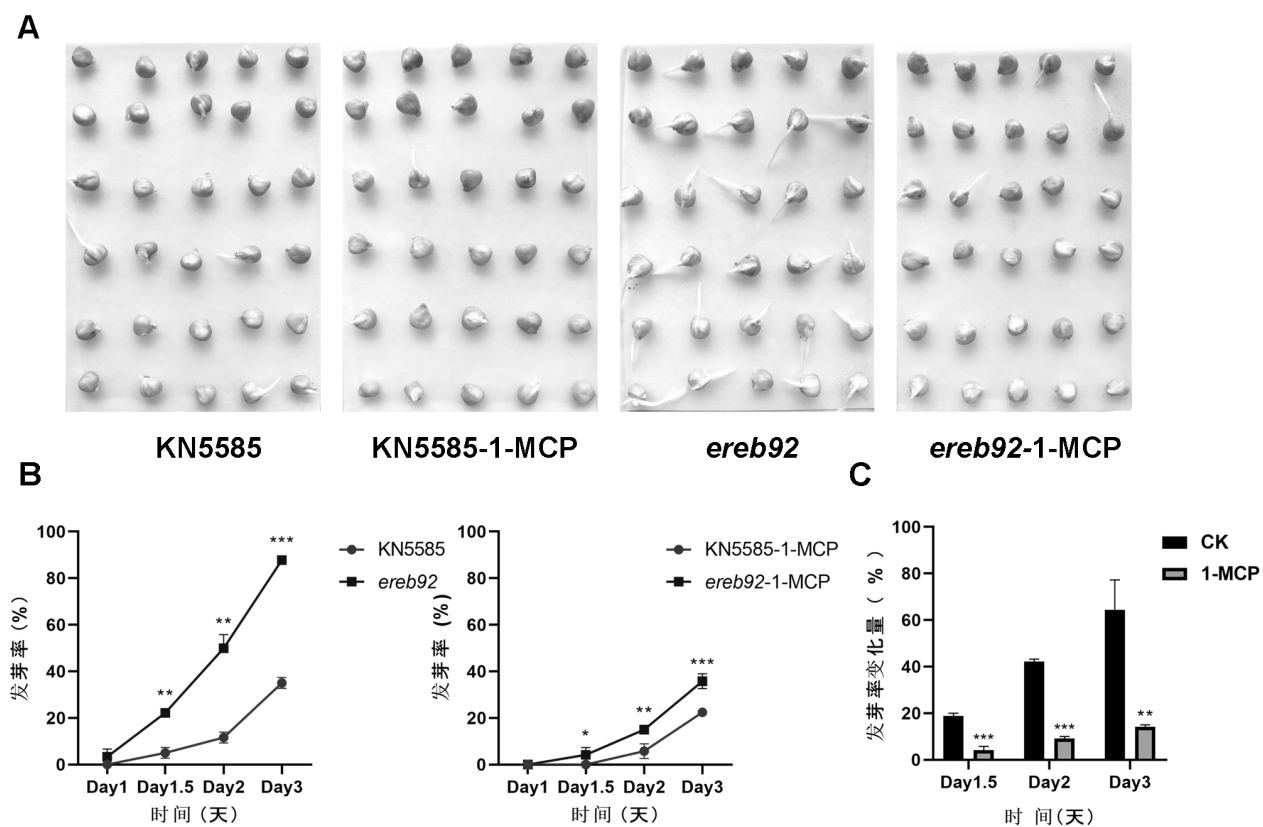 A
KN5585
KN5585-1-MCP
ereb92
ereb92-1-MCP
B
100
80
60
40
20
0
发芽率(%)
***
**
**
Day1
Day1.5
Day2
Day3
时间(天)
KN5585
ereb92
100
80
60
40
20
0
发芽率(%)
***
**
*
Day1
Day1.5
Day2
Day3
时间(天)
KN5585-1-MCP
ereb92-1-MCP
C
100
80
60
40
20
0
发芽率变化量(%)
***
***
**
Day1.5
Day2
Day3
时 间(天)
CK
1-MCP